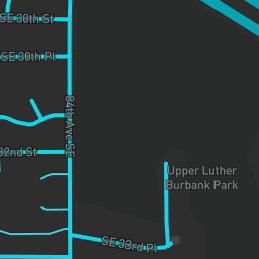 SE 30th St
SE 30th Pl
84th Ave SE
32nd St
Upper Luther
Burbank Park
SE 33rd Pl